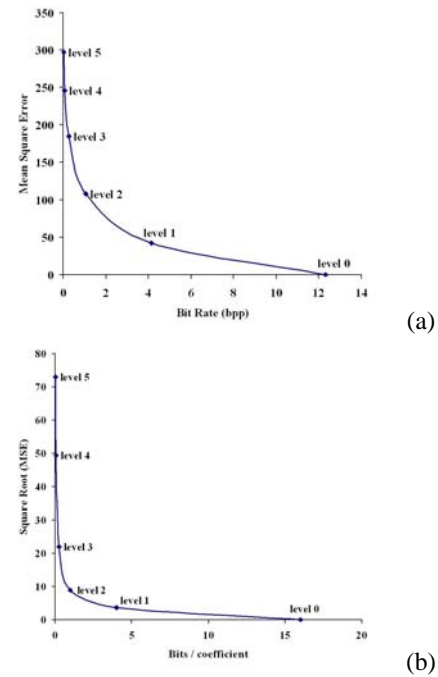 300
level 5
250
level 4
200
level 3
150
level 2
100
level 1
50
level 0
0
0 2 4 6 8 10 12 14
Mean Square Error
Bit Rate (bpp)
(a)
80
level 5
70
60
50
level 4
40
30
level 3
20
10
level 2
level 1
level 0
0
0 5 10 15 20
Square Root (MSE)
Bits / coefficient
(b)